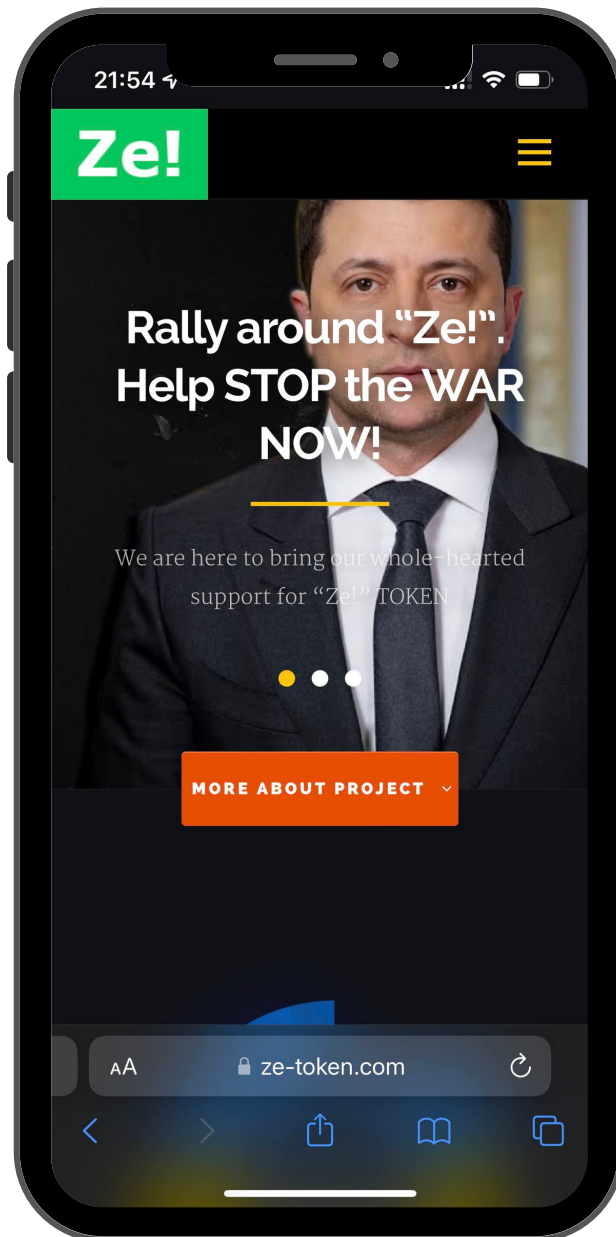 21:54
Ze!
Rally around “Ze!”.
Help STOP the WAR
NOW!
We are here to bring our whole-hearted
support for “Ze!” TOKEN
MORE ABOUT PROJECT
AA
ze-token.com